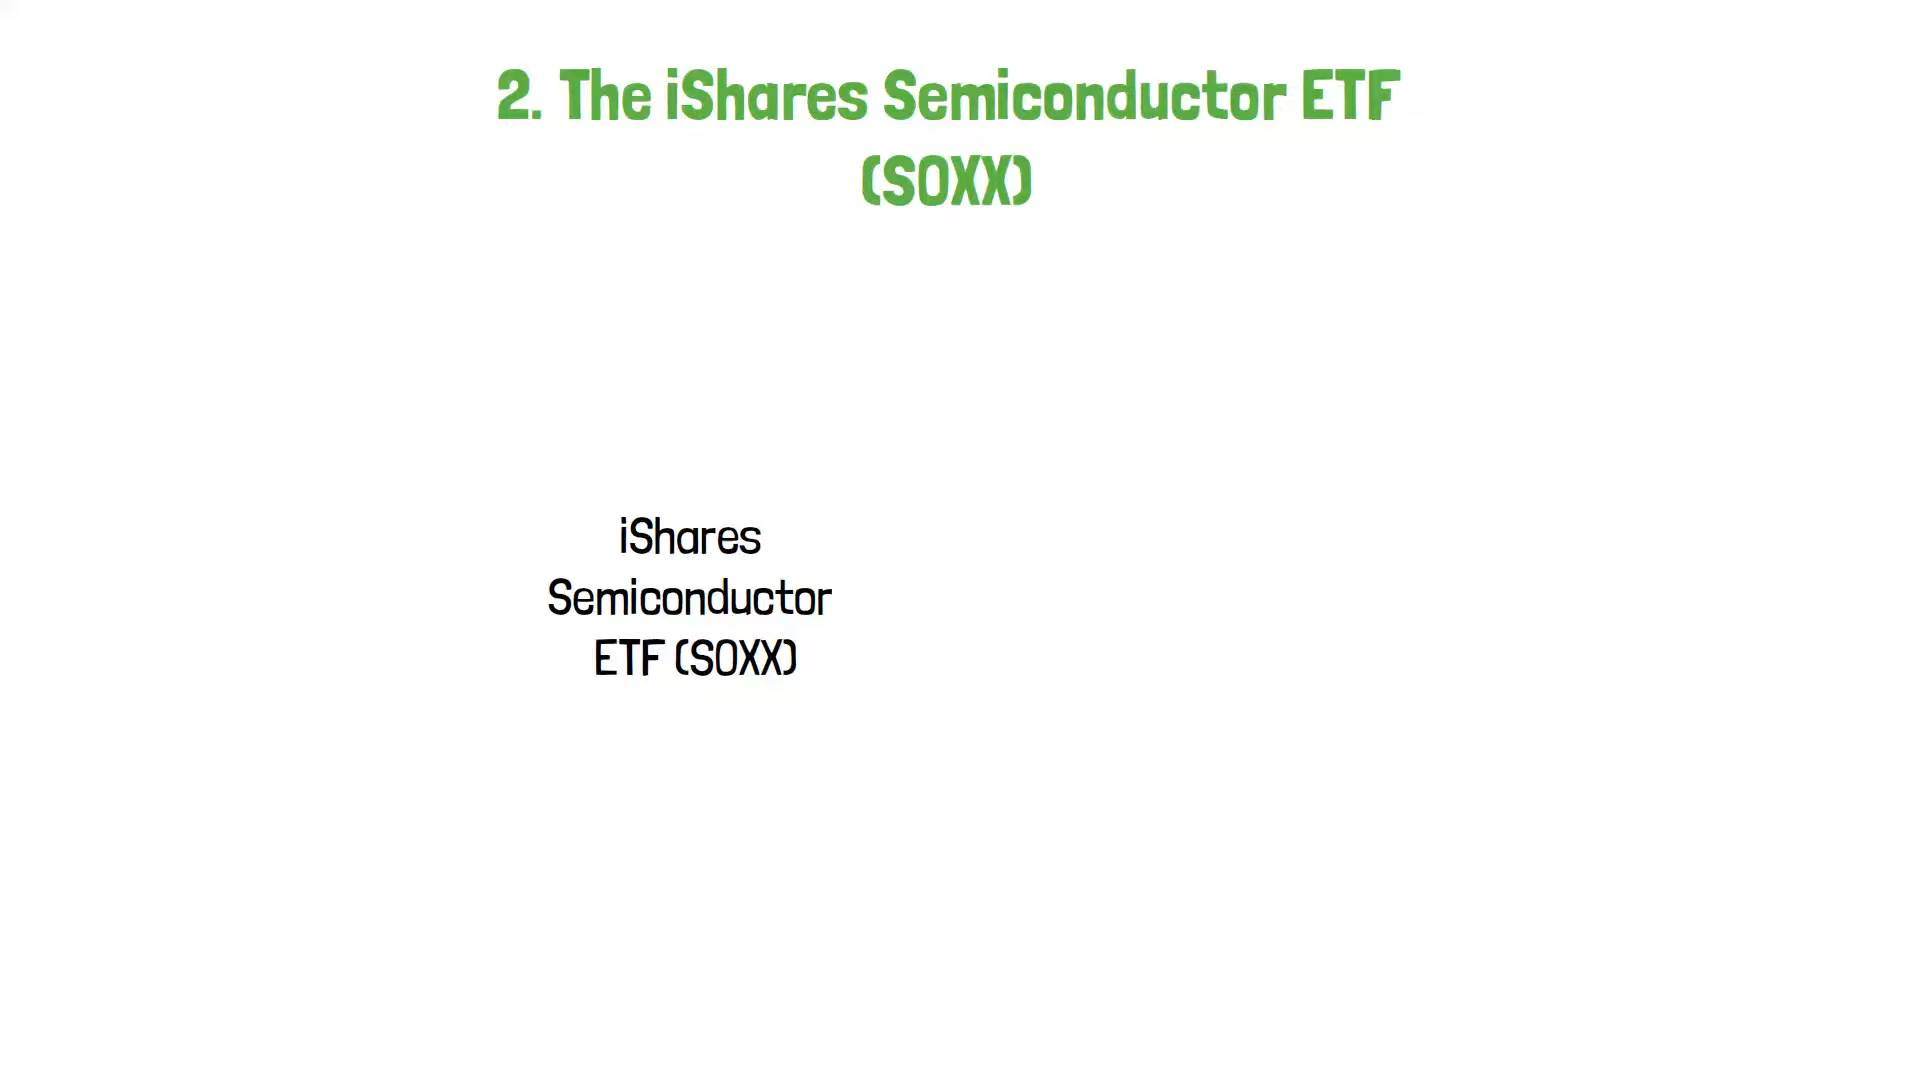 2. The iShares Semiconductor ETF
(SOXX)
iShares
Semiconductor
ETF (SOXX)